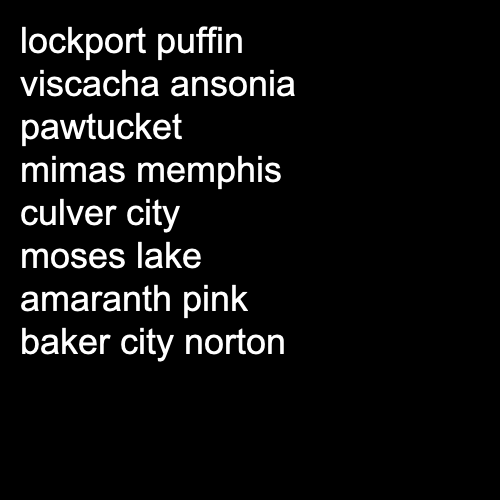 lockport puffin
viscacha ansonia
pawtucket
mimas memphis
culver city
moses lake
amaranth pink
baker city norton